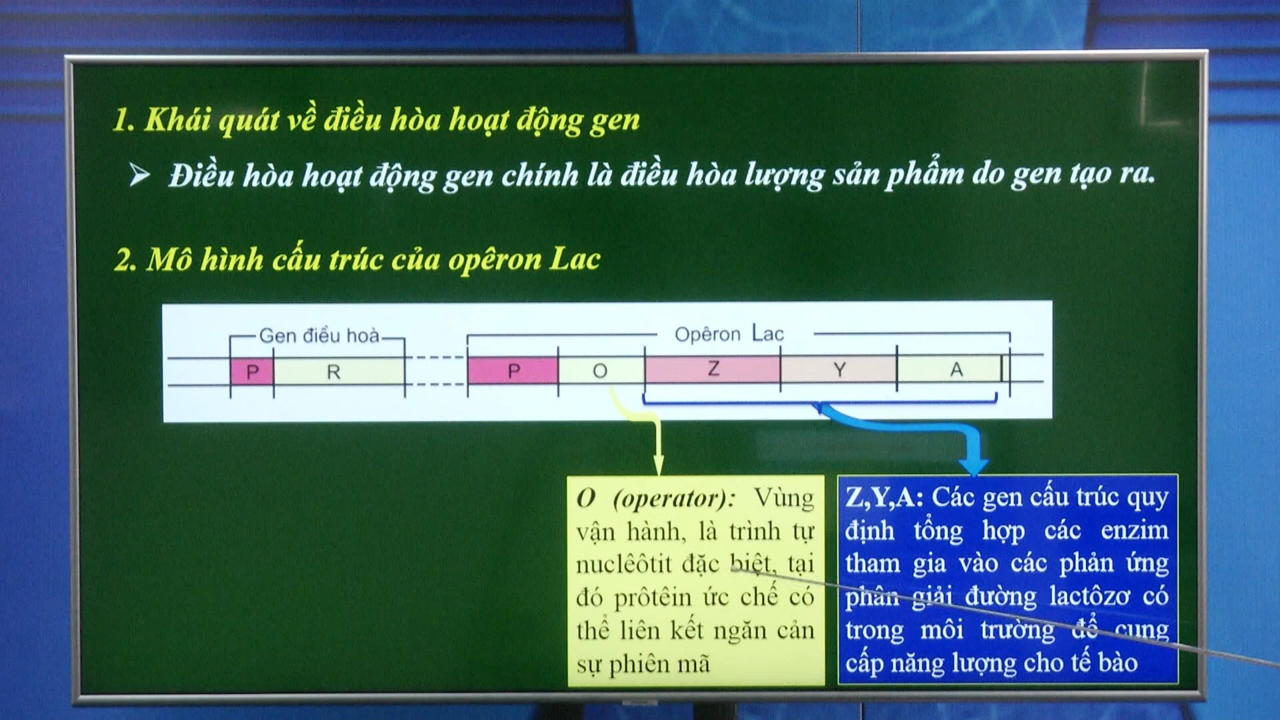 1. Khái quát về điều hòa hoạt động gen
➢ Điều hòa hoạt động gen chính là điều hòa lượng sản phẩm do gen tạo ra.
2. Mô hình cấu trúc của opêron Lac
Gen điều hoà
Opêron Lac
P R P O Z Y A
O (operator): Vùng
vận hành, là trình tự
nuclêôtit đặc biệt, tại
đó prôtêin ức chế có
thể liên kết ngăn cản
sự phiên mã
Z,Y,A: Các gen cấu trúc quy
định tổng hợp các enzim
tham gia vào các phản ứng
phân giải đường lactôzơ có
trong môi trường để cung
cấp năng lượng cho tế bào